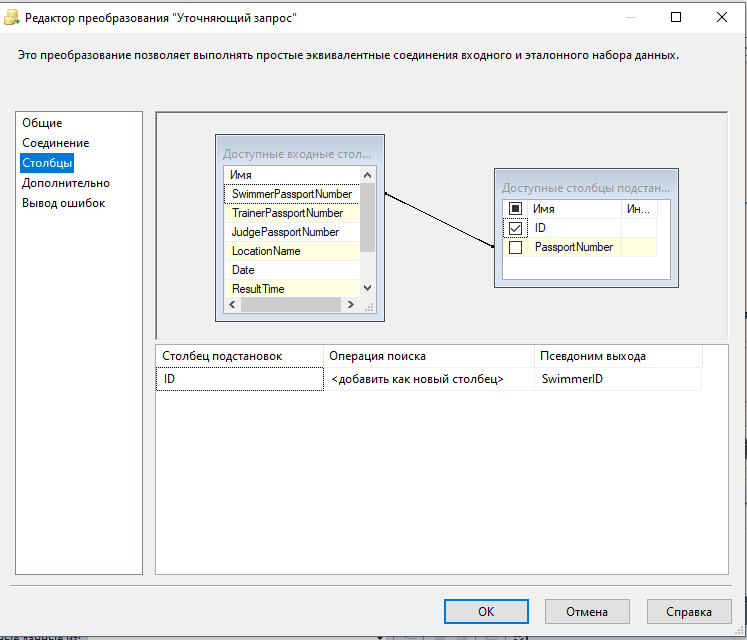 Редактор преобразования "Уточняющий запрос"
Это преобразование позволяет выполнять простые эквивалентные соединения входного и эталонного набора данных.
Общие
Соединение
Столбцы
Дополнительно
Вывод ошибок
Доступные входные стол...
Имя
SwimmerPassportNumber
TrainerPassportNumber
JudgePassportNumber
LocationName
Date
ResultTime
Доступные столбцы подстан...
Имя Ин...
ID
PassportNumber
Столбец подстановок Операция поиска Псевдоним выхода
ID <добавить как новый столбец> SwimmerID
ОК Отмена Справка